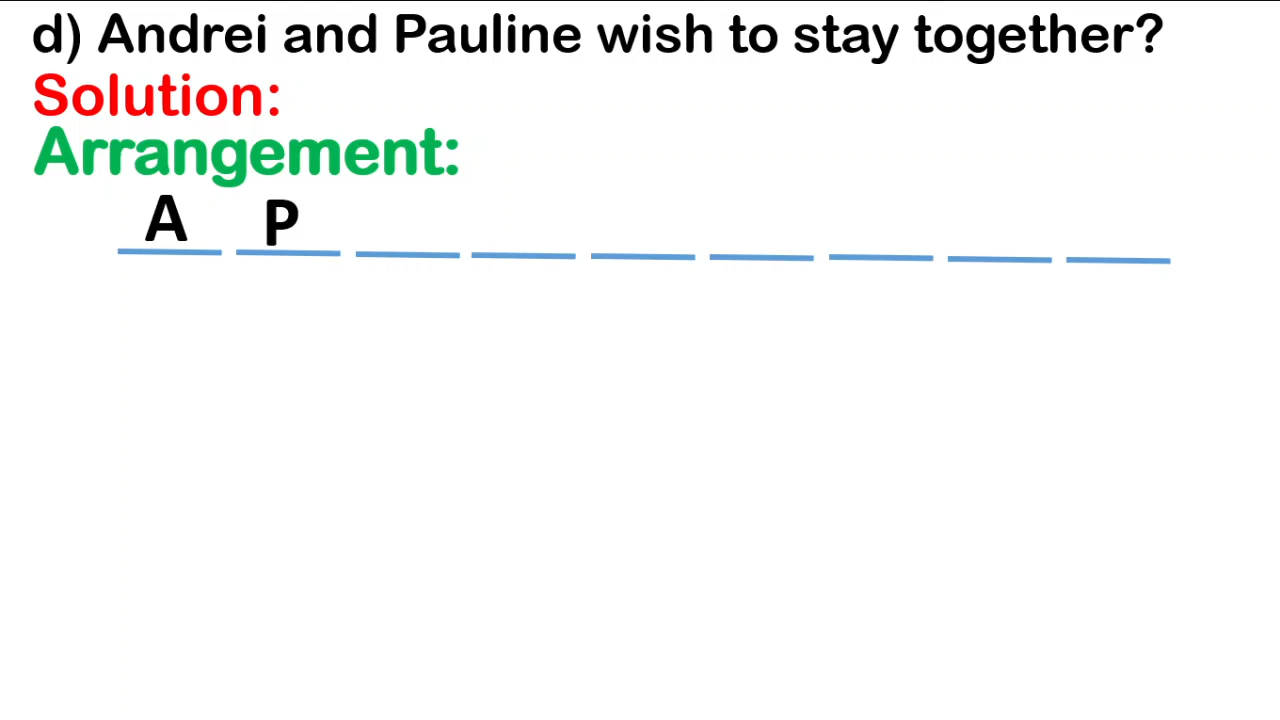 d) Andrei and Pauline wish to stay together?
Solution:
Arrangement:
A P